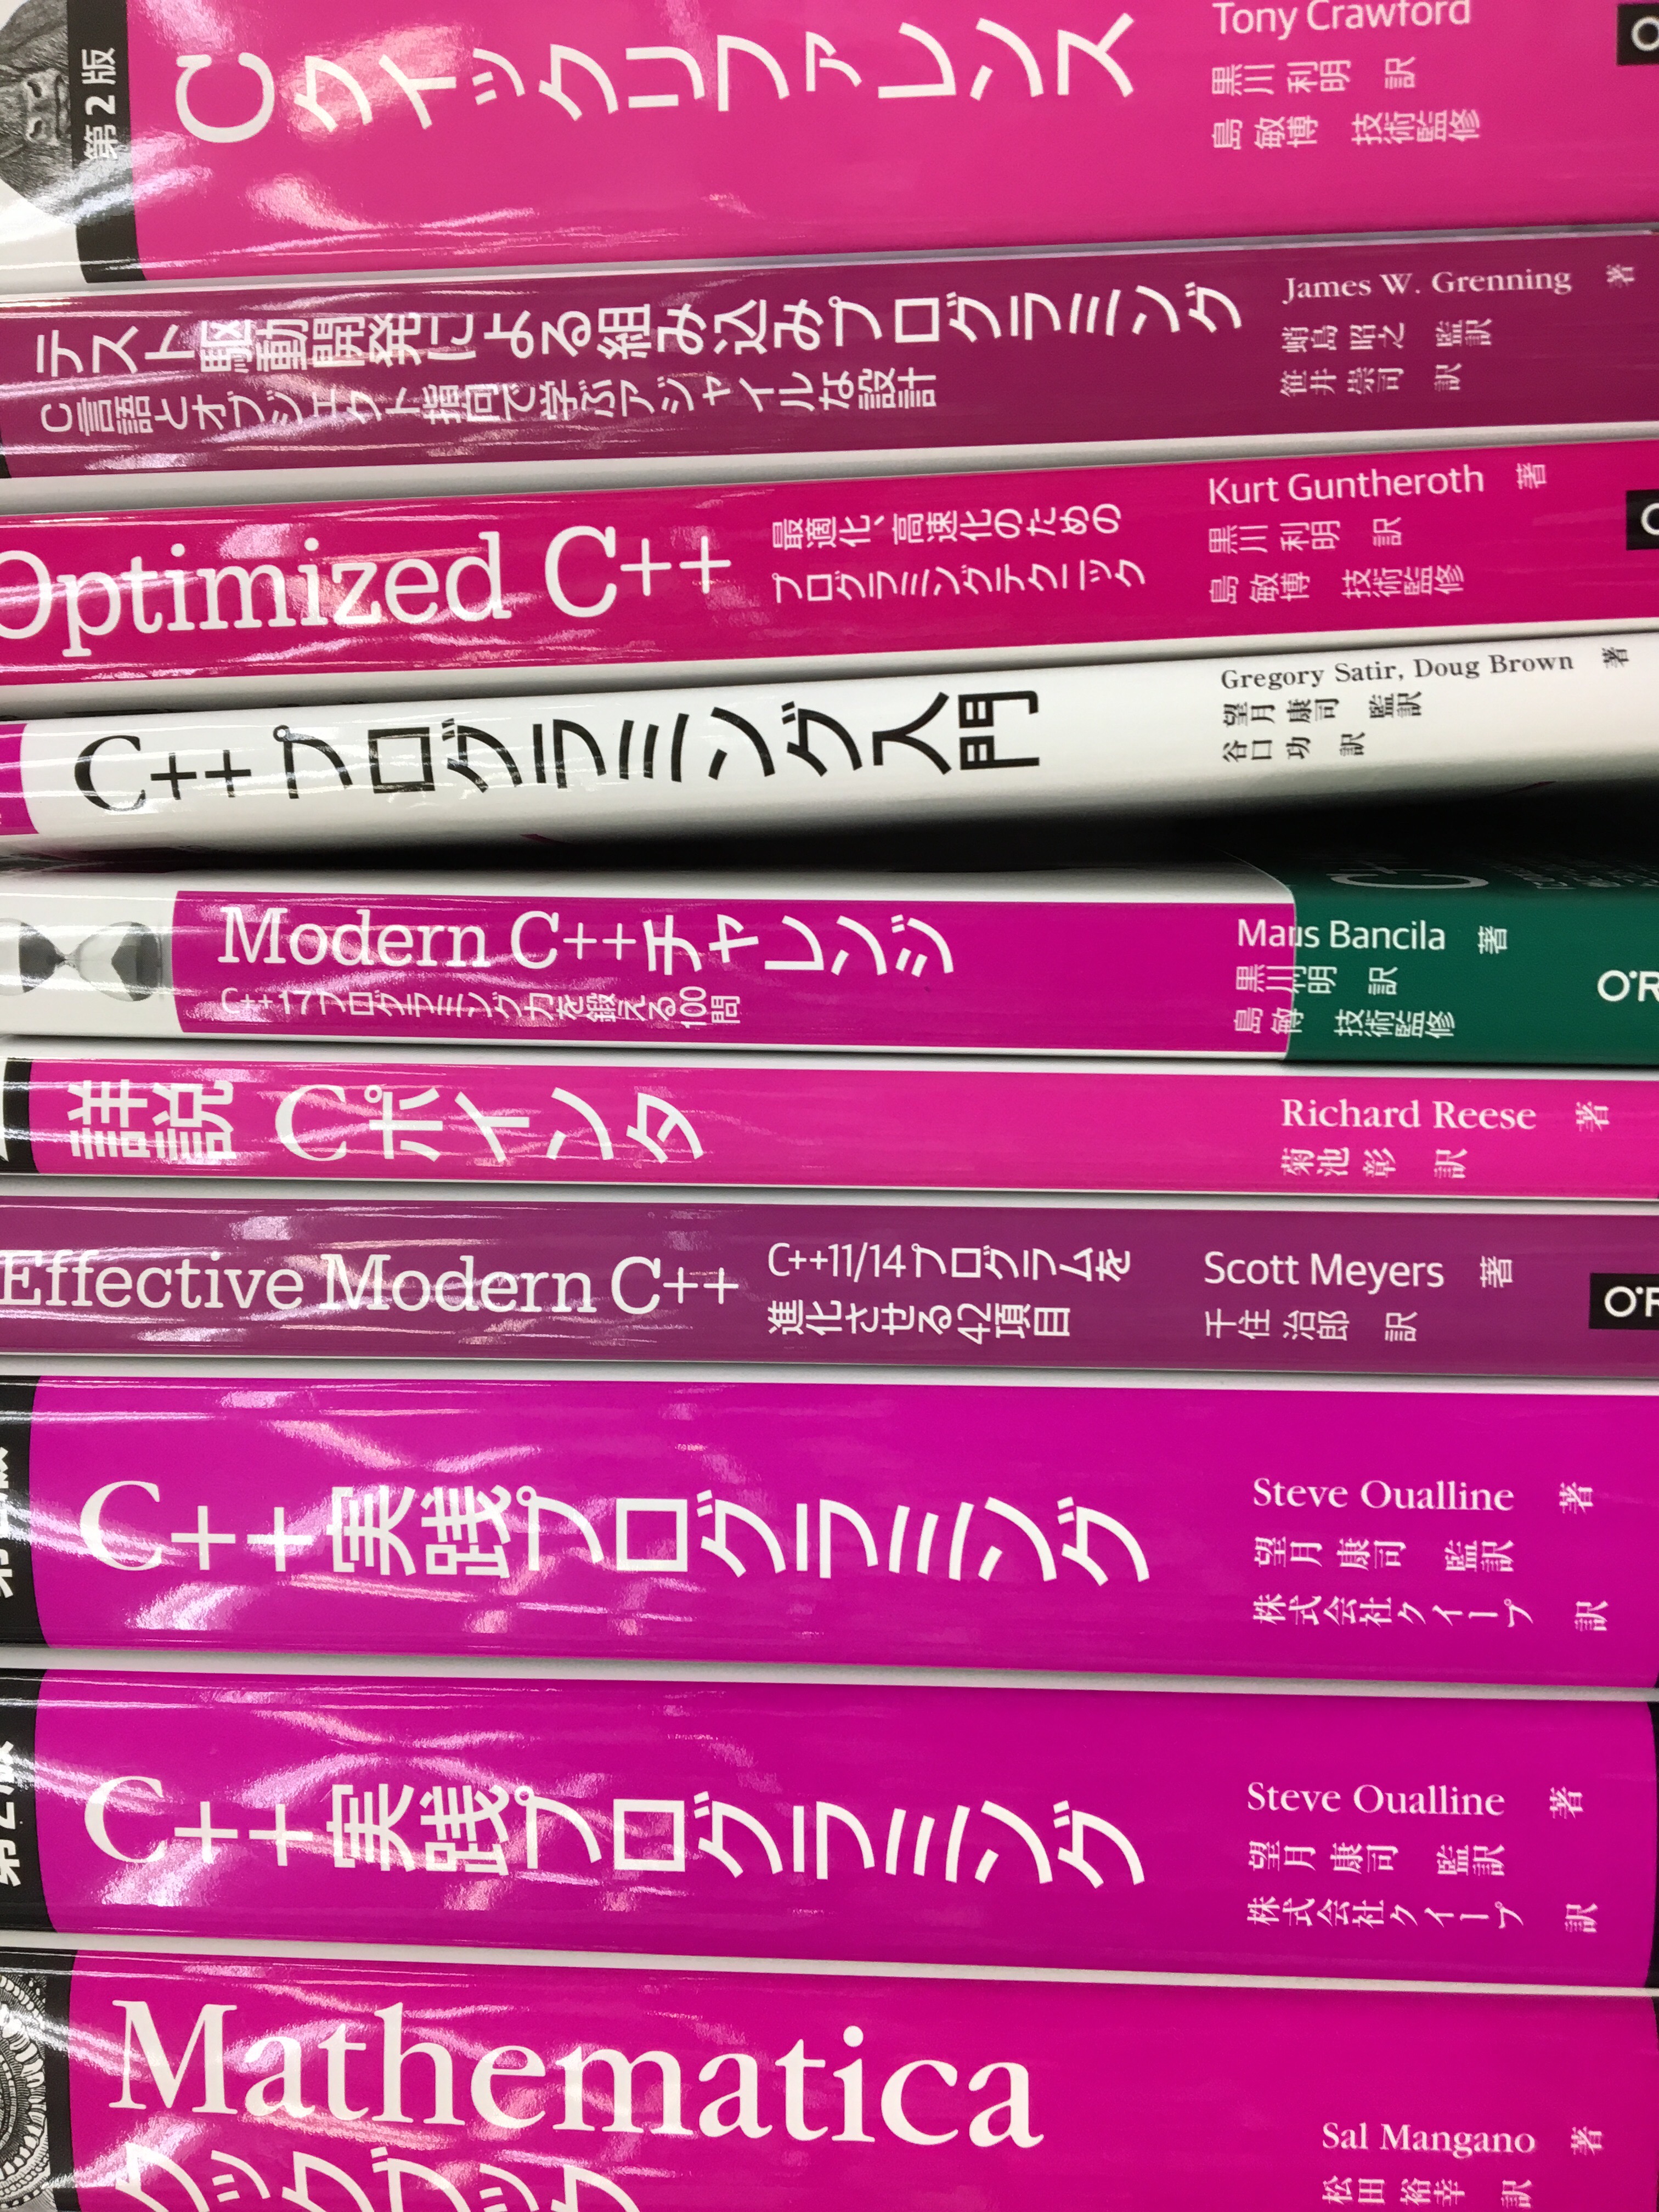 Mathematica
クックブック
Sal Mangano 著
松田 裕幸 訳
第2版
C++実践プログラミング
Steve Oualline 著
望月 康司 監訳
株式会社クイープ 訳
C++実践プログラミング
Steve Oualline 著
望月 康司 監訳
株式会社クイープ 訳
Effective Modern C++
C++11/14プログラムを
進化させる42項目
Scott Meyers 著
千住 治郎 訳
詳説 Cポインタ
Richard Reese 著
菊池 彰 訳
Modern C++チャレンジ
C++17プログラミング力を鍛える100問
Marius Bancila 著
黒川 利明 訳
島 敏博 技術監修
C++プログラミング入門
Gregory Satir, Doug Brown 著
望月 康司 監訳
谷口 功 訳
Optimized C++
最適化、高速化のための
プログラミングテクニック
Kurt Guntheroth 著
黒川 利明 訳
島 敏博 技術監修
テスト駆動開発による組み込みプログラミング
C言語とオブジェクト指向で学ぶアジャイルな設計
James W. Grenning 著
蛸島 昭之 監訳
笹井 崇司 訳
第2版
Cクイックリファレンス
Tony Crawford
黒川 利明 訳
島 敏博 技術監修